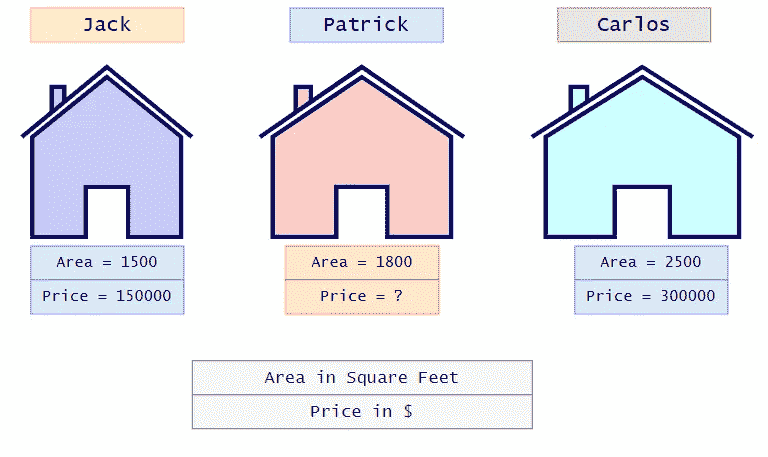 Jack
Patrick
Carlos
Area = 1500
Price = 150000
Area = 1800
Price = ?
Area = 2500
Price = 300000
Area in Square Feet
Price in $